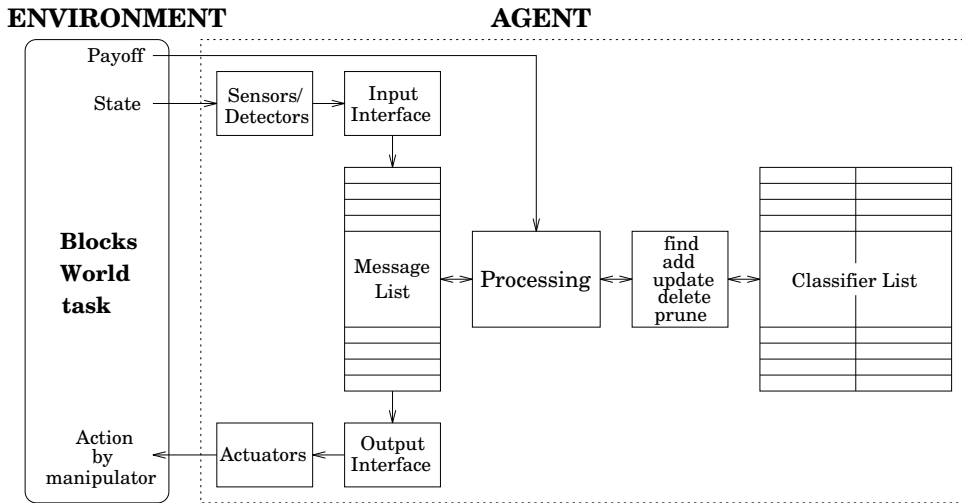 ENVIRONMENT
AGENT
Payoff
State
Sensors/
Detectors
Input
Interface
Blocks
World
task
Message
List
Processing
find
add
update
delete
prune
Classifier List
Action
by
manipulator
Actuators
Output
Interface